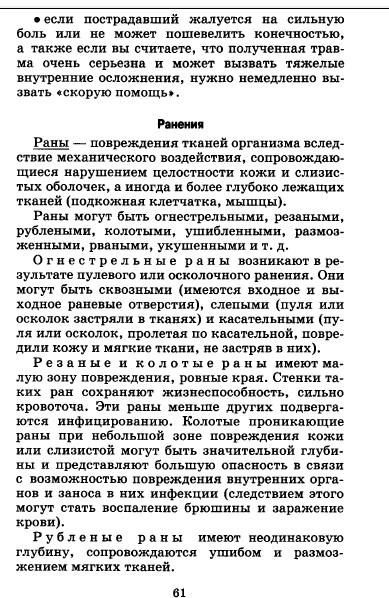 • если пострадавший жалуется на сильную
боль или не может пошевелить конечностью,
а также если вы считаете, что полученная трав-
ма очень серьезна и может вызвать тяжелые
внутренние осложнения, нужно немедленно вы-
звать «скорую помощь».
Ранения
Раны — повреждения тканей организма вслед-
ствие механического воздействия, сопровождаю-
щиеся нарушением целостности кожи и слизис-
тых оболочек, а иногда и более глубоко лежащих
тканей (подкожная клетчатка, мышцы).
Раны могут быть огнестрельными, резаными,
рублеными, колотыми, ушибленными, размоз-
женными, рваными, укушенными и т. д.
Огнестрельные раны возникают в ре-
зультате пулевого или осколочного ранения. Они
могут быть сквозными (имеются входное и вы-
ходное раневые отверстия), слепыми (пуля или
осколок застряли в тканях) и касательными (пу-
ля или осколок, пролетая по касательной, повре-
дили кожу и мягкие ткани, не застряв в них).
Резаные и колотые раны имеют ма-
лую зону повреждения, ровные края. Стенки та-
ких ран сохраняют жизнеспособность, сильно
кровоточа. Эти раны меньше других подверга-
ются инфицированию. Колотые проникающие
раны при небольшой зоне повреждения кожи
или слизистой могут быть значительной глуби-
ны и представляют большую опасность в связи
с возможностью повреждения внутренних орга-
нов и заноса в них инфекции (следствием этого
могут стать воспаление брюшины и заражение
крови).
Рубленые раны имеют неодинаковую
глубину, сопровождаются ушибом и размоз-
жением мягких тканей.
61